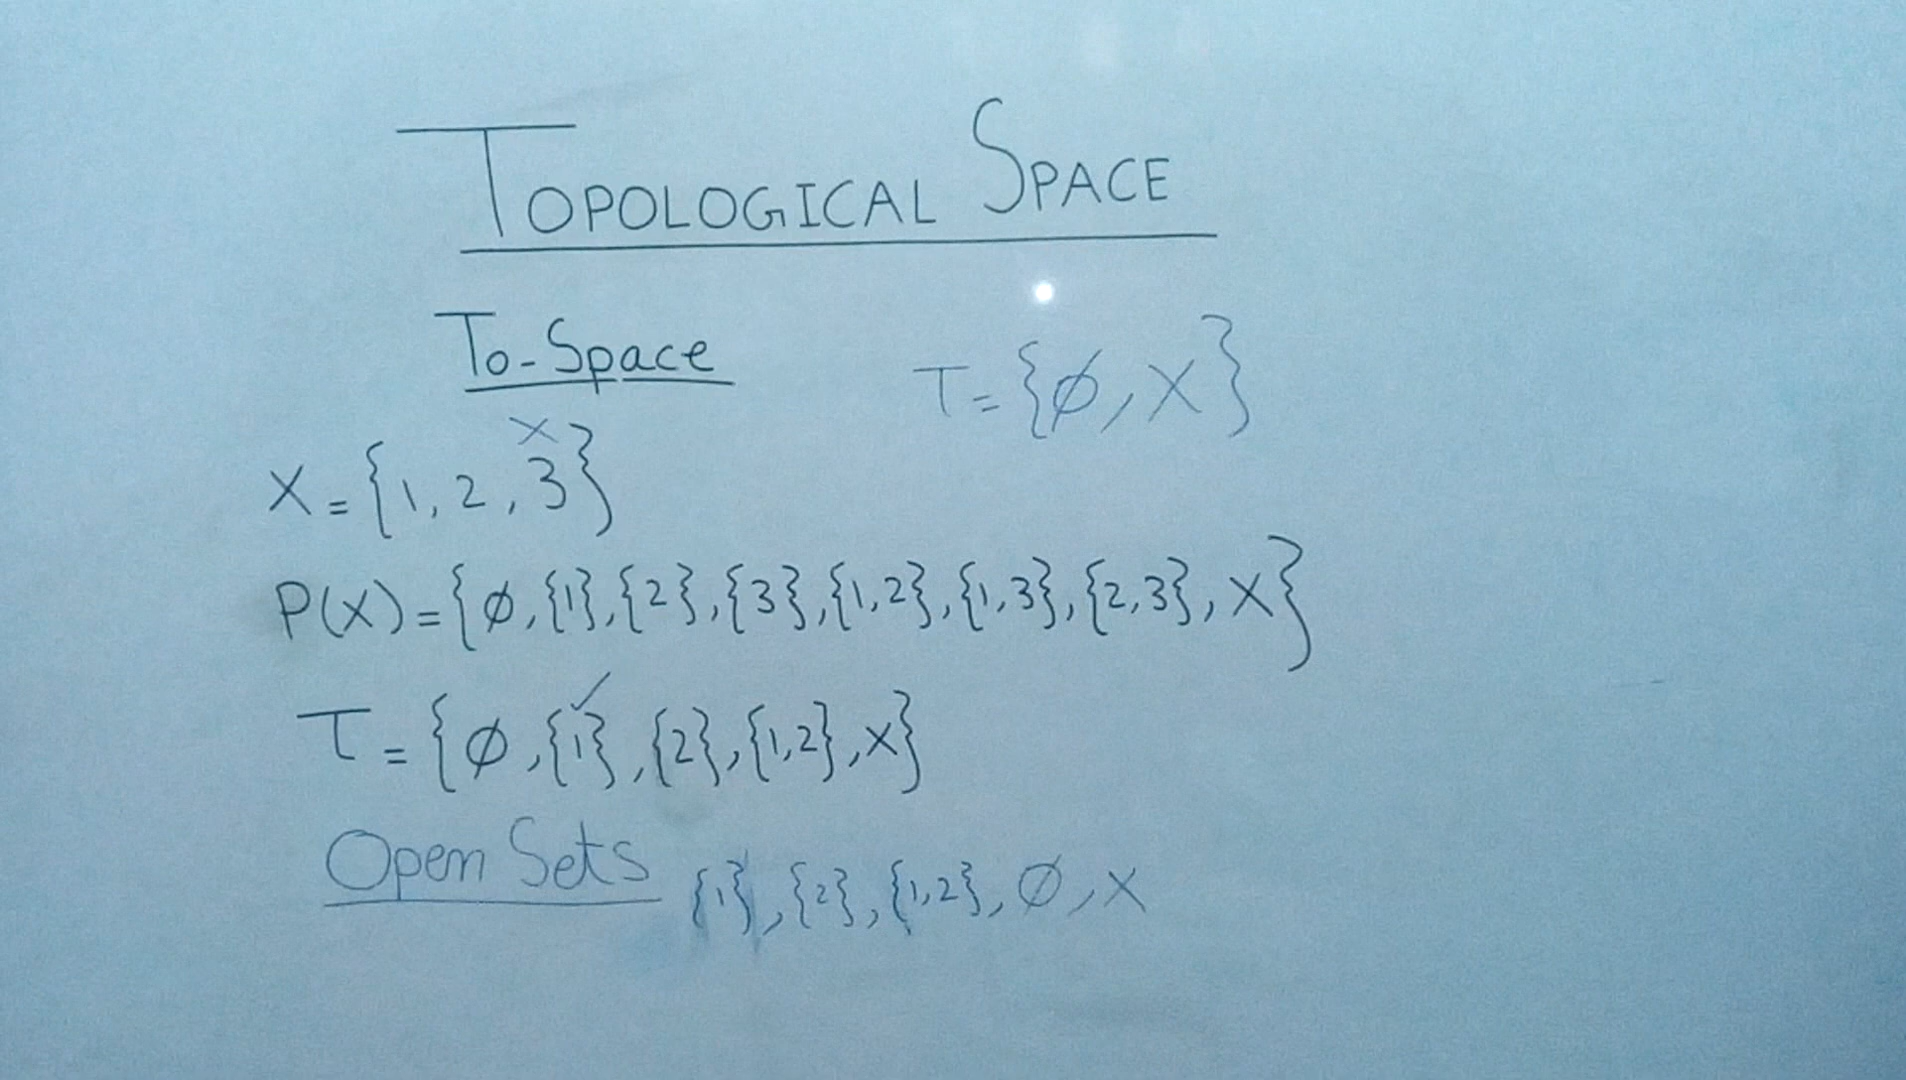 TOPOLOGICAL SPACE
To-Space
T = {∅, X}
X
X = {1, 2, 3}
P(X) = {∅, {1}, {2}, {3}, {1,2}, {1,3}, {2,3}, X}
✓
T = {∅, {1}, {2}, {1,2}, X}
Open Sets {1}, {2}, {1,2}, ∅, X